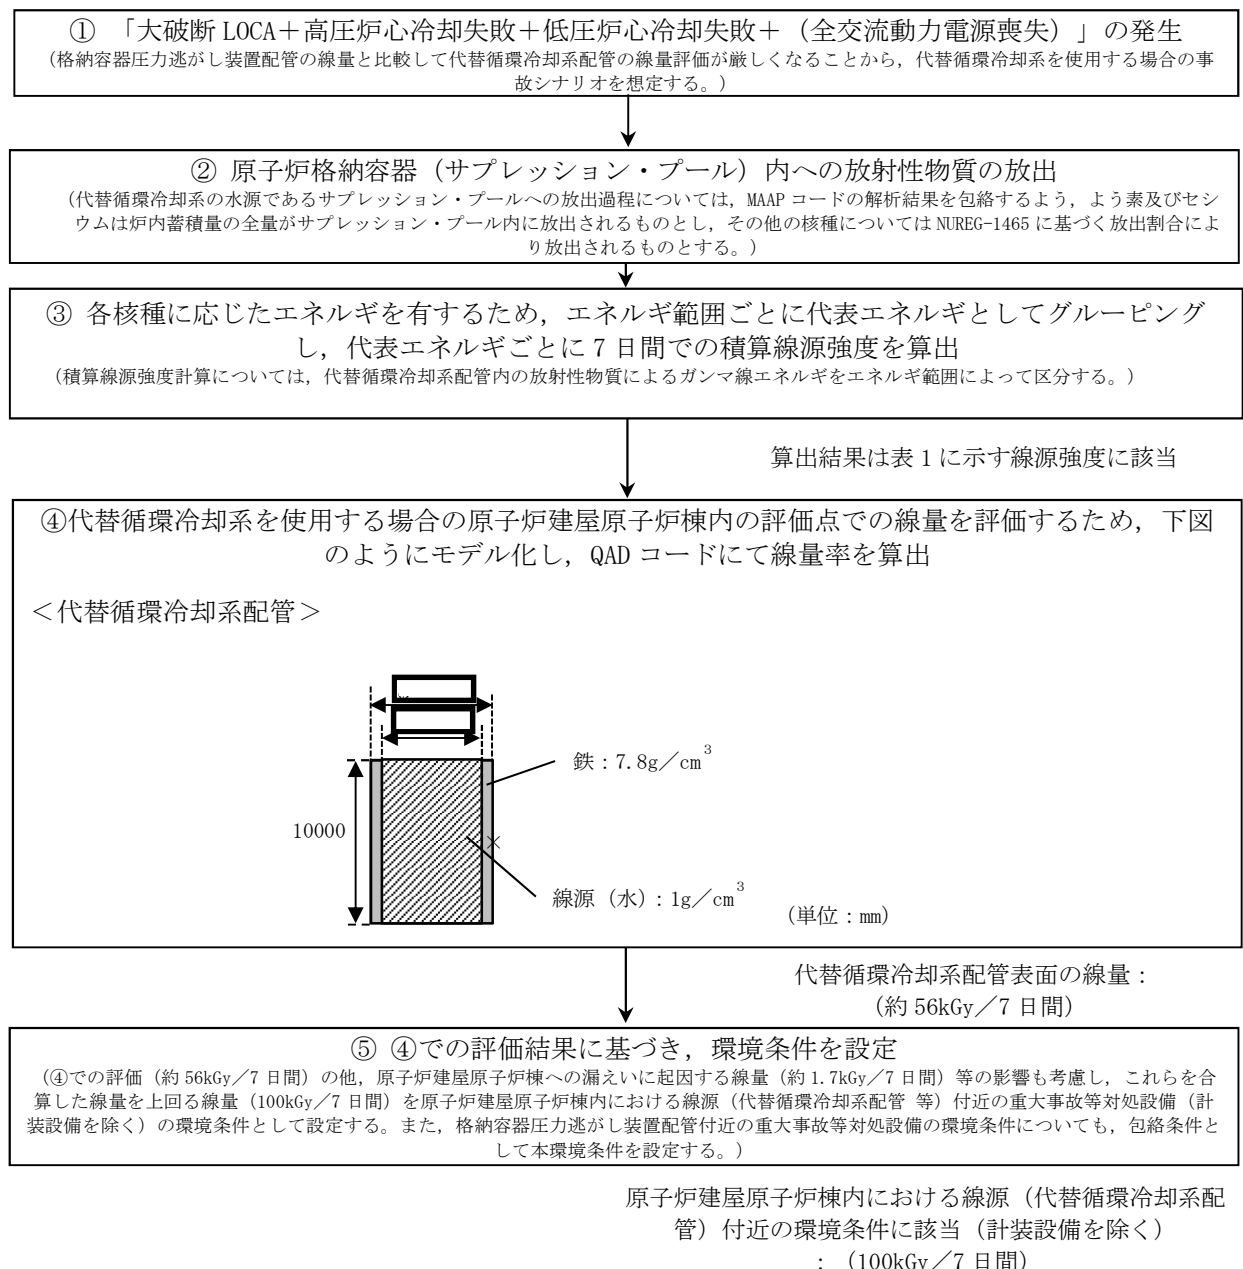 ① 「大破断 LOCA＋高圧炉心冷却失敗＋低圧炉心冷却失敗＋（全交流動力電源喪失）」の発生
（格納容器圧力逃がし装置配管の線量と比較して代替循環冷却系配管の線量評価が厳しくなることから，代替循環冷却系を使用する場合の事
故シナリオを想定する。）
② 原子炉格納容器（サプレッション・プール）内への放射性物質の放出
（代替循環冷却系の水源であるサプレッション・プールへの放出過程については，MAAP コードの解析結果を包絡するよう，よう素及びセシ
ウムは炉内蓄積量の全量がサプレッション・プール内に放出されるものとし，その他の核種については NUREG-1465 に基づく放出割合によ
り放出されるものとする。）
③ 各核種に応じたエネルギを有するため，エネルギ範囲ごとに代表エネルギとしてグルーピング
し，代表エネルギごとに 7 日間での積算線源強度を算出
（積算線源強度計算については，代替循環冷却系配管内の放射性物質によるガンマ線エネルギをエネルギ範囲によって区分する。）
算出結果は表 1 に示す線源強度に該当
④代替循環冷却系を使用する場合の原子炉建屋原子炉棟内の評価点での線量を評価するため，下図
のようにモデル化し，QAD コードにて線量率を算出
＜代替循環冷却系配管＞
鉄：7.8g／cm³
10000
線源（水）：1g／cm³
（単位：mm）
代替循環冷却系配管表面の線量：
（約 56kGy／7 日間）
⑤ ④での評価結果に基づき，環境条件を設定
（④での評価（約 56kGy／7 日間）の他，原子炉建屋原子炉棟への漏えいに起因する線量（約 1.7kGy／7 日間）等の影響も考慮し，これらを合
算した線量を上回る線量（100kGy／7 日間）を原子炉建屋原子炉棟内における線源（代替循環冷却系配管 等）付近の重大事故等対処設備（計
装設備を除く）の環境条件として設定する。また，格納容器圧力逃がし装置配管付近の重大事故等対処設備の環境条件についても，包絡条件と
して本環境条件を設定する。）
原子炉建屋原子炉棟内における線源（代替循環冷却系配
管）付近の環境条件に該当（計装設備を除く）
：（100kGy／7 日間）